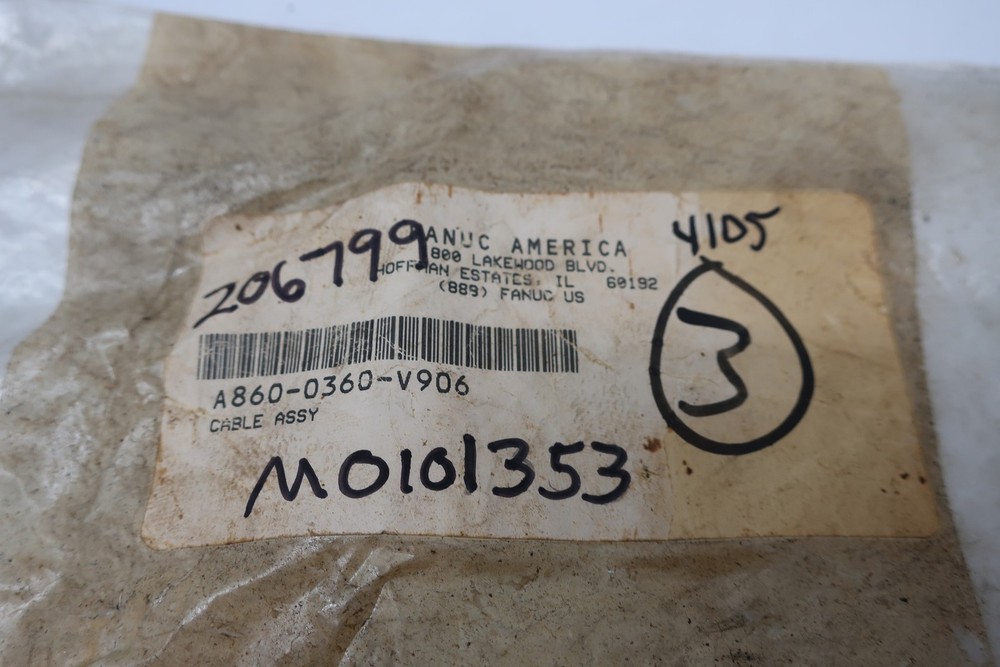 206799
ANUC AMERICA
800 LAKEWOOD BLVD.
HOFFMAN ESTATES, IL 60192
(889) FANUC US
41D5
3
A860-0360-V906
CABLE ASSY
M0101353